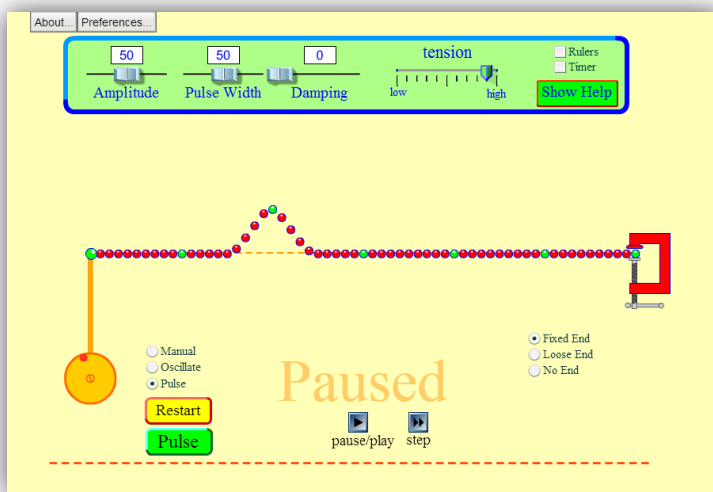 About... Preferences...
50 50 0 tension Rulers
Timer
Amplitude Pulse Width Damping low high Show Help
Manual
Oscillate
Pulse
Fixed End
Loose End
No End
Paused
Restart
Pulse
pause/play step